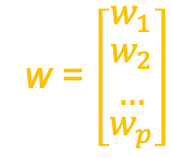 w = [w₁
w₂
...
wₚ]